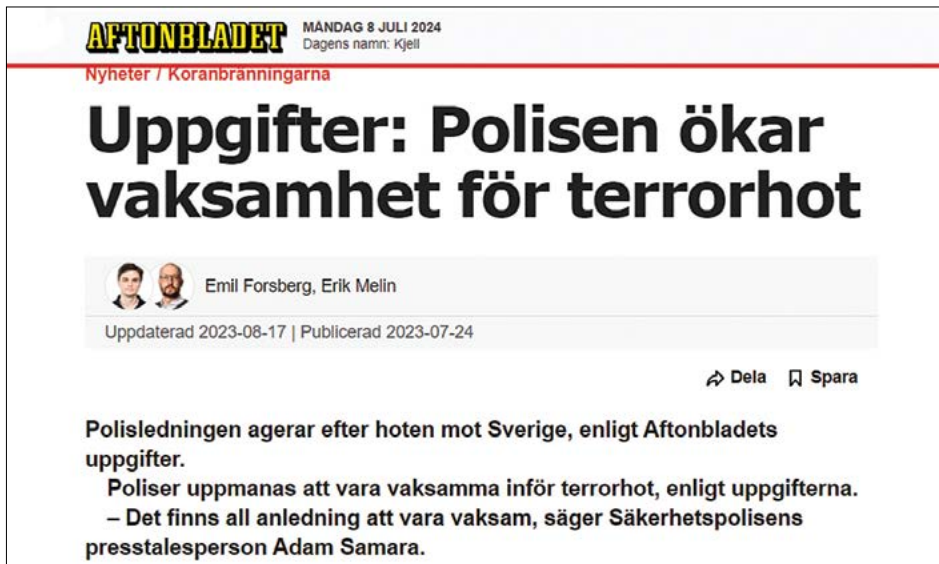 AFTONBLADET
MÅNDAG 8 JULI 2024
Dagens namn: Kjell
Nyheter / Koranbränningarna
Uppgifter: Polisen ökar
vaksamhet för terrorhot
Emil Forsberg, Erik Melin
Uppdaterad 2023-08-17 | Publicerad 2023-07-24
Dela Spara
Polisledningen agerar efter hoten mot Sverige, enligt Aftonbladets
uppgifter.
Poliser uppmanas att vara vaksamma inför terrorhot, enligt uppgifterna.
– Det finns all anledning att vara vaksam, säger Säkerhetspolisens
presstalesperson Adam Samara.